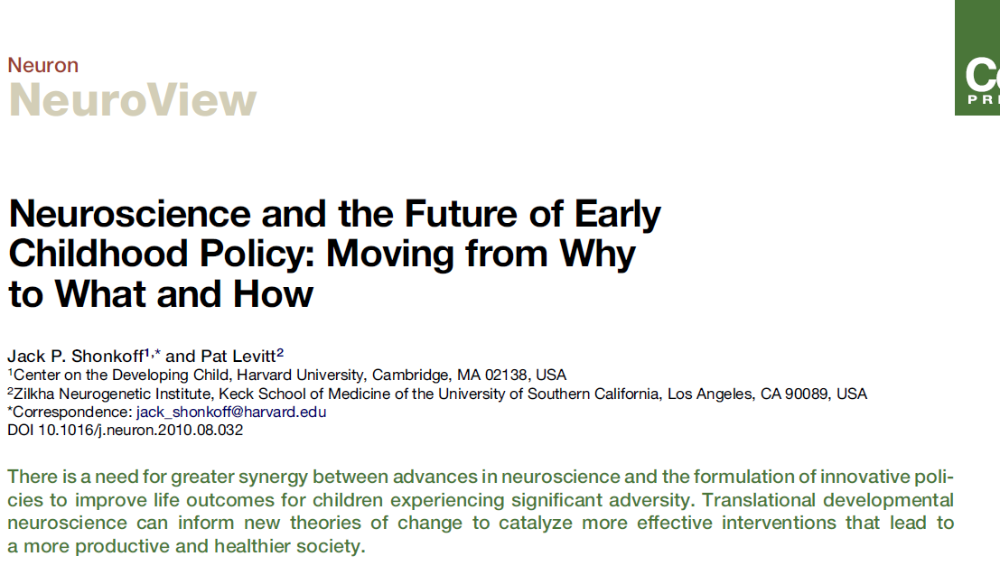 Neuron
NeuroView
Neuroscience and the Future of Early
Childhood Policy: Moving from Why
to What and How
Jack P. Shonkoff1,* and Pat Levitt2
1Center on the Developing Child, Harvard University, Cambridge, MA 02138, USA
2Zilkha Neurogenetic Institute, Keck School of Medicine of the University of Southern California, Los Angeles, CA 90089, USA
*Correspondence: jack_shonkoff@harvard.edu
DOI 10.1016/j.neuron.2010.08.032
There is a need for greater synergy between advances in neuroscience and the formulation of innovative poli-
cies to improve life outcomes for children experiencing significant adversity. Translational developmental
neuroscience can inform new theories of change to catalyze more effective interventions that lead to
a more productive and healthier society.